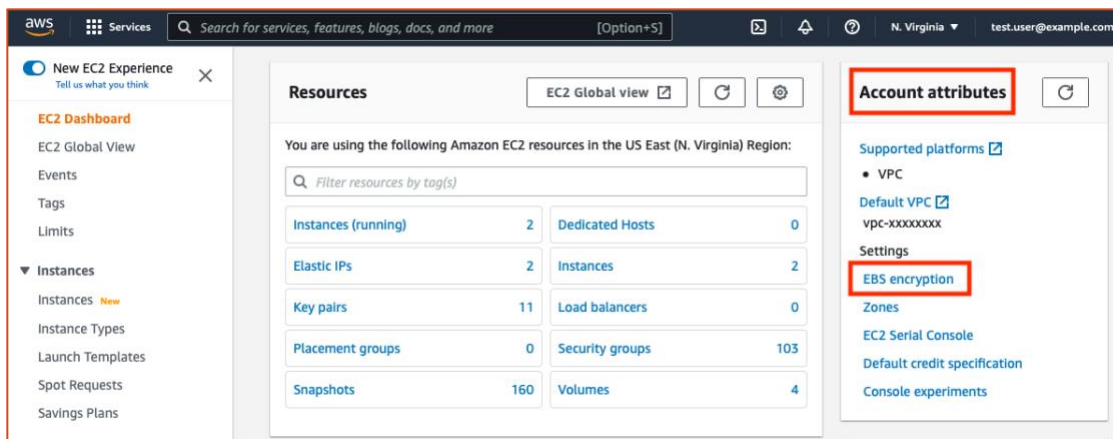 aws
Services
Search for services, features, blogs, docs, and more [Option+S]
N. Virginia ▼
test.user@example.com
New EC2 Experience
Tell us what you think
EC2 Dashboard
EC2 Global View
Events
Tags
Limits
▼ Instances
Instances New
Instance Types
Launch Templates
Spot Requests
Savings Plans
Resources
EC2 Global view
You are using the following Amazon EC2 resources in the US East (N. Virginia) Region:
Filter resources by tag(s)
Instances (running) 2 Dedicated Hosts 0
Elastic IPs 2 Instances 2
Key pairs 11 Load balancers 0
Placement groups 0 Security groups 103
Snapshots 160 Volumes 4
Account attributes
Supported platforms
• VPC
Default VPC
vpc-xxxxxxxx
Settings
EBS encryption
Zones
EC2 Serial Console
Default credit specification
Console experiments